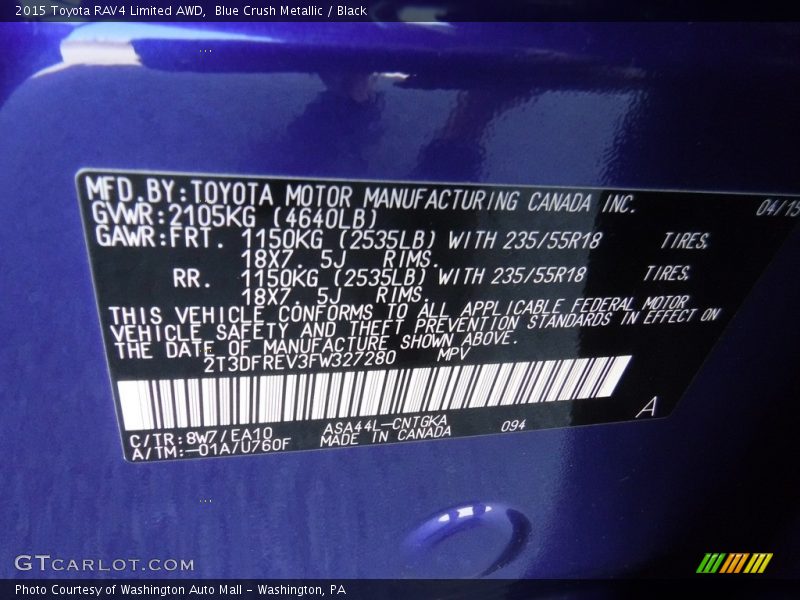 2015 Toyota RAV4 Limited AWD, Blue Crush Metallic / Black
MFD.BY:TOYOTA MOTOR MANUFACTURING CANADA INC. 04/15
GVWR:2105KG (4640LB)
GAWR:FRT. 1150KG (2535LB) WITH 235/55R18 TIRES,
18X7. 5J RIMS.
RR. 1150KG (2535LB) WITH 235/55R18 TIRES,
18X7. 5J RIMS.
THIS VEHICLE CONFORMS TO ALL APPLICABLE FEDERAL MOTOR
VEHICLE SAFETY AND THEFT PREVENTION STANDARDS IN EFFECT ON
THE DATE OF MANUFACTURE SHOWN ABOVE.
2T3DFREV3FW327280 MPV
A
C/TR:8W7/EA10 ASA44L-CNTGKA 094
A/TM:-01A/U760F MADE IN CANADA
GTCARLOT.COM
Photo Courtesy of Washington Auto Mall - Washington, PA